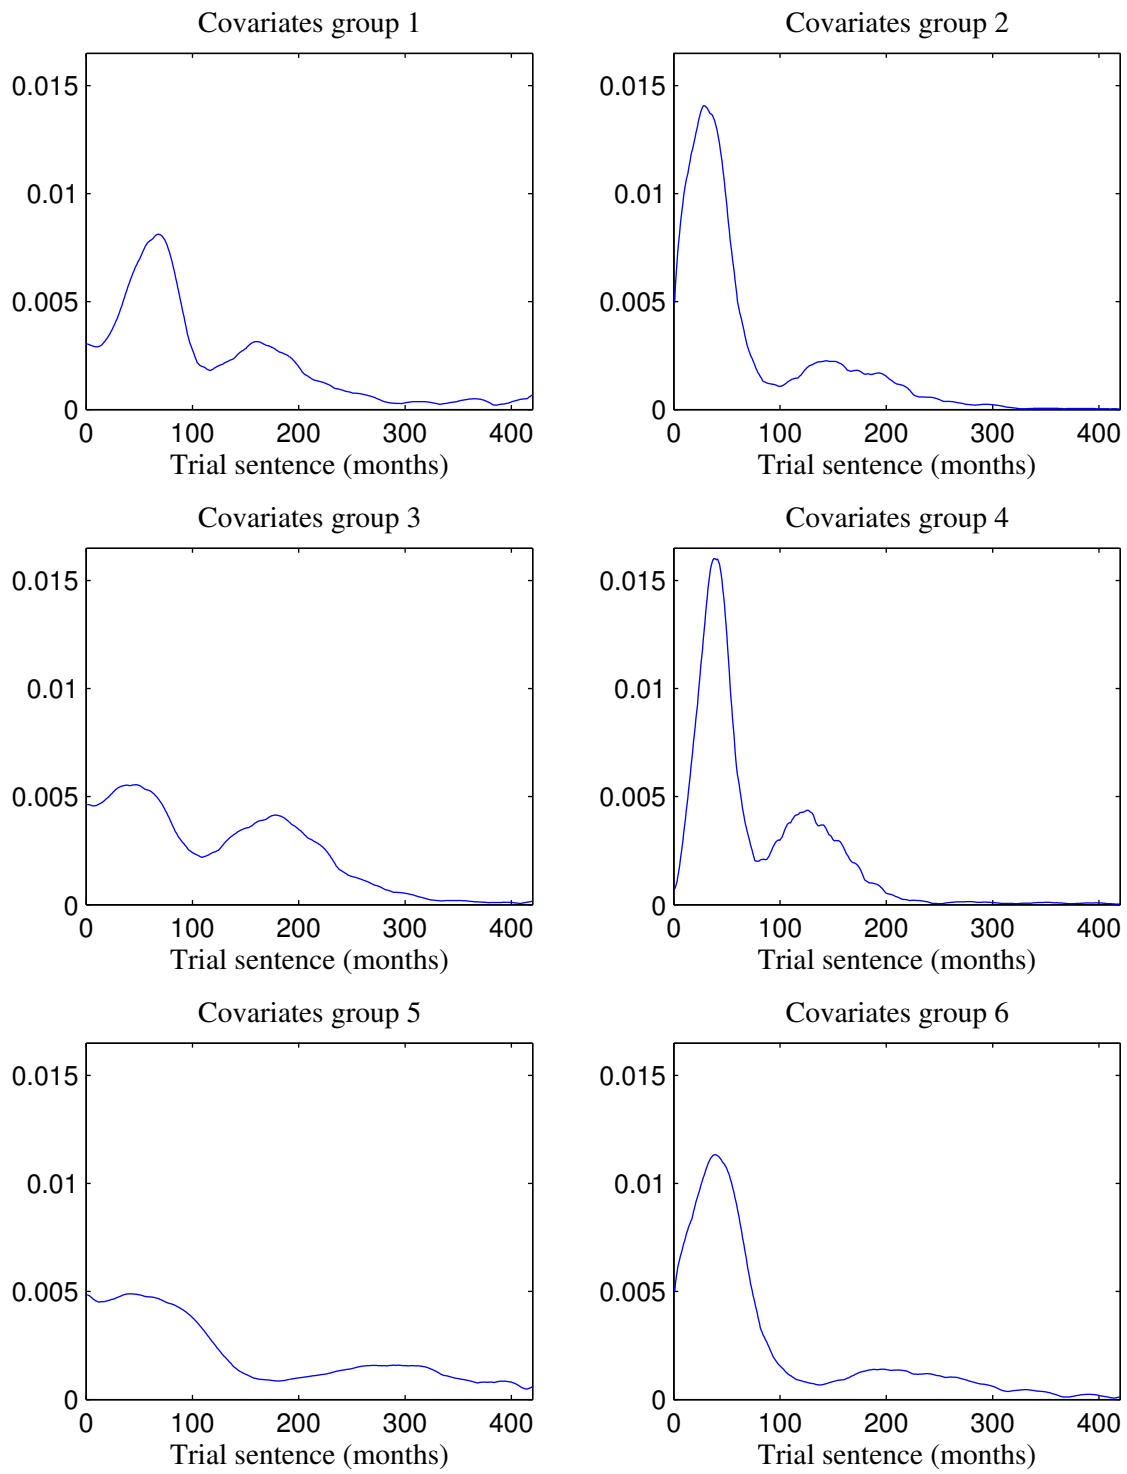 Covariates group 1
0.015
0.01
0.005
0
0 100 200 300 400
Trial sentence (months)
Covariates group 2
0.015
0.01
0.005
0
0 100 200 300 400
Trial sentence (months)
Covariates group 3
0.015
0.01
0.005
0
0 100 200 300 400
Trial sentence (months)
Covariates group 4
0.015
0.01
0.005
0
0 100 200 300 400
Trial sentence (months)
Covariates group 5
0.015
0.01
0.005
0
0 100 200 300 400
Trial sentence (months)
Covariates group 6
0.015
0.01
0.005
0
0 100 200 300 400
Trial sentence (months)